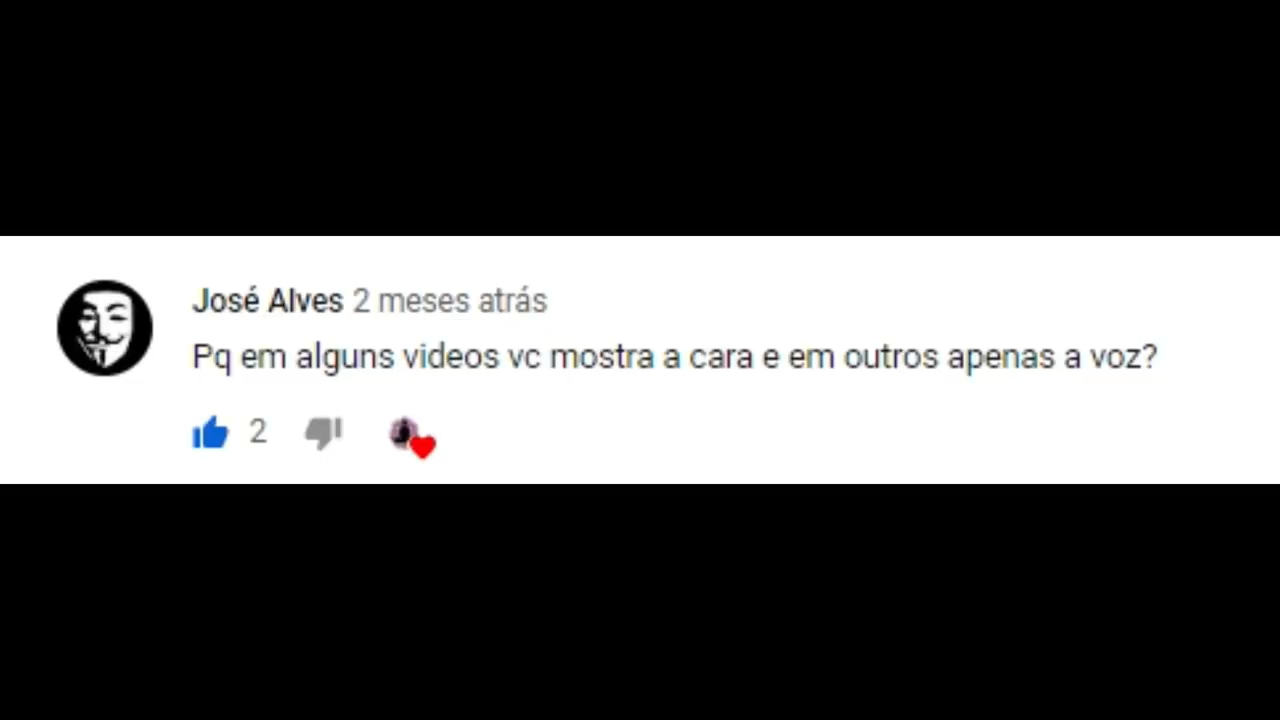 José Alves 2 meses atrás
Pq em alguns videos vc mostra a cara e em outros apenas a voz?
2